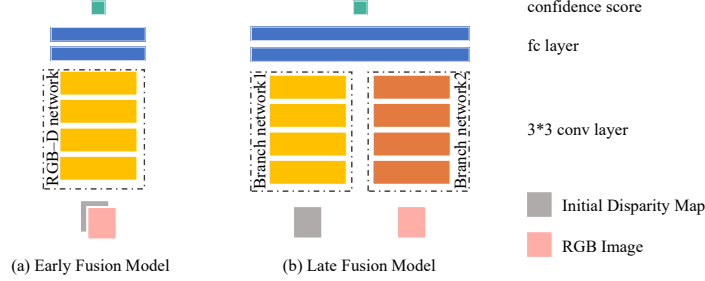 confidence score
fc layer
RGB–D network
Branch network1
Branch network2
3*3 conv layer
Initial Disparity Map
RGB Image
(a) Early Fusion Model
(b) Late Fusion Model